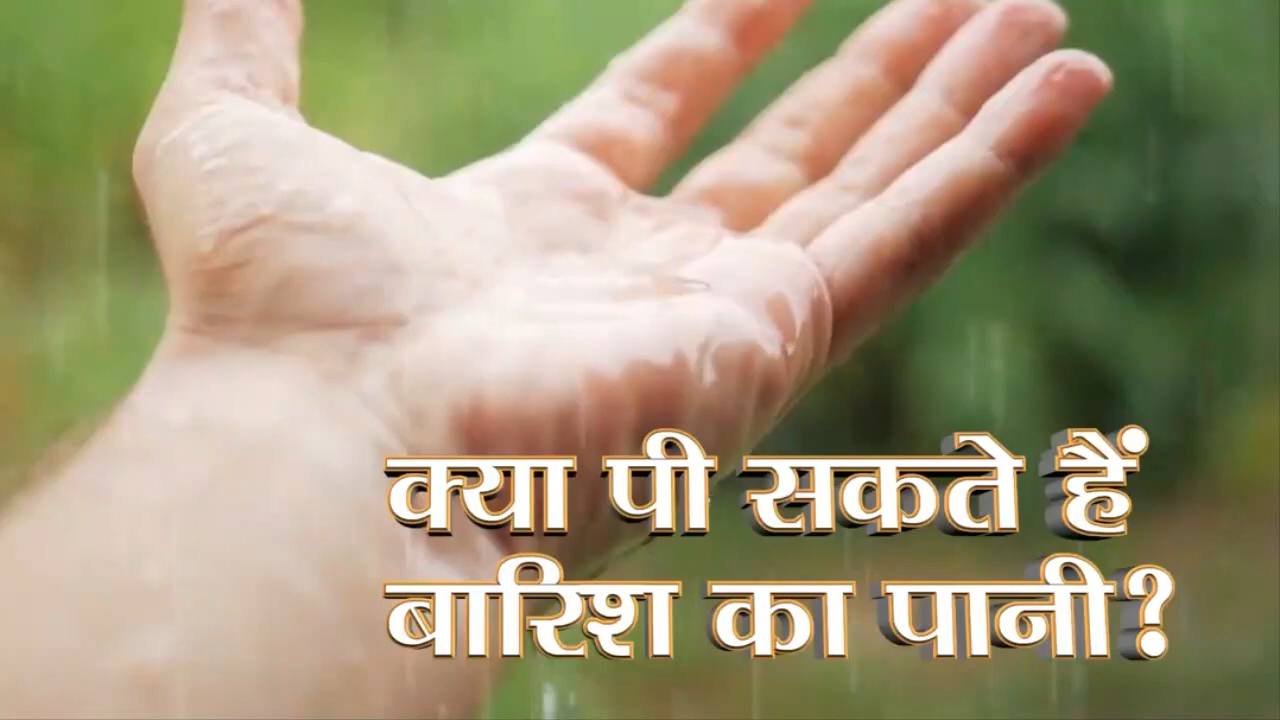 क्या पी सकते हैं
बारिश का पानी?